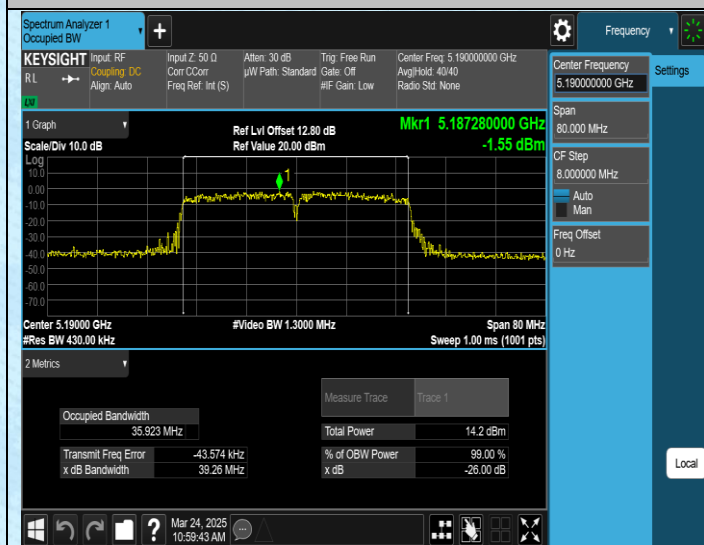 Spectrum Analyzer 1
Occupied BW
Frequency
KEYSIGHT
Input: RF
Coupling: DC
Align: Auto
Input Z: 50 Ω
Corr CCorr
Freq Ref: Int (S)
Atten: 30 dB
µW Path: Standard
Trig: Free Run
Gate: Off
#IF Gain: Low
Center Freq: 5.190000000 GHz
Avg|Hold: 40/40
Radio Std: None
RL
LXI
Center Frequency
5.190000000 GHz
Settings
Span
80.000 MHz
CF Step
8.000000 MHz
Auto
Man
Freq Offset
0 Hz
1 Graph
Scale/Div 10.0 dB
Ref Lvl Offset 12.80 dB
Ref Value 20.00 dBm
Mkr1 5.187280000 GHz
-1.55 dBm
Log
10.0
0.00
-10.0
-20.0
-30.0
-40.0
-50.0
-60.0
-70.0
1
Center 5.19000 GHz
#Res BW 430.00 kHz
#Video BW 1.3000 MHz
Span 80 MHz
Sweep 1.00 ms (1001 pts)
2 Metrics
Measure Trace
Trace 1
Occupied Bandwidth
35.923 MHz
Total Power
14.2 dBm
Transmit Freq Error
-43.574 kHz
% of OBW Power
99.00 %
x dB Bandwidth
39.26 MHz
x dB
-26.00 dB
Local
?
Mar 24, 2025
10:59:43 AM